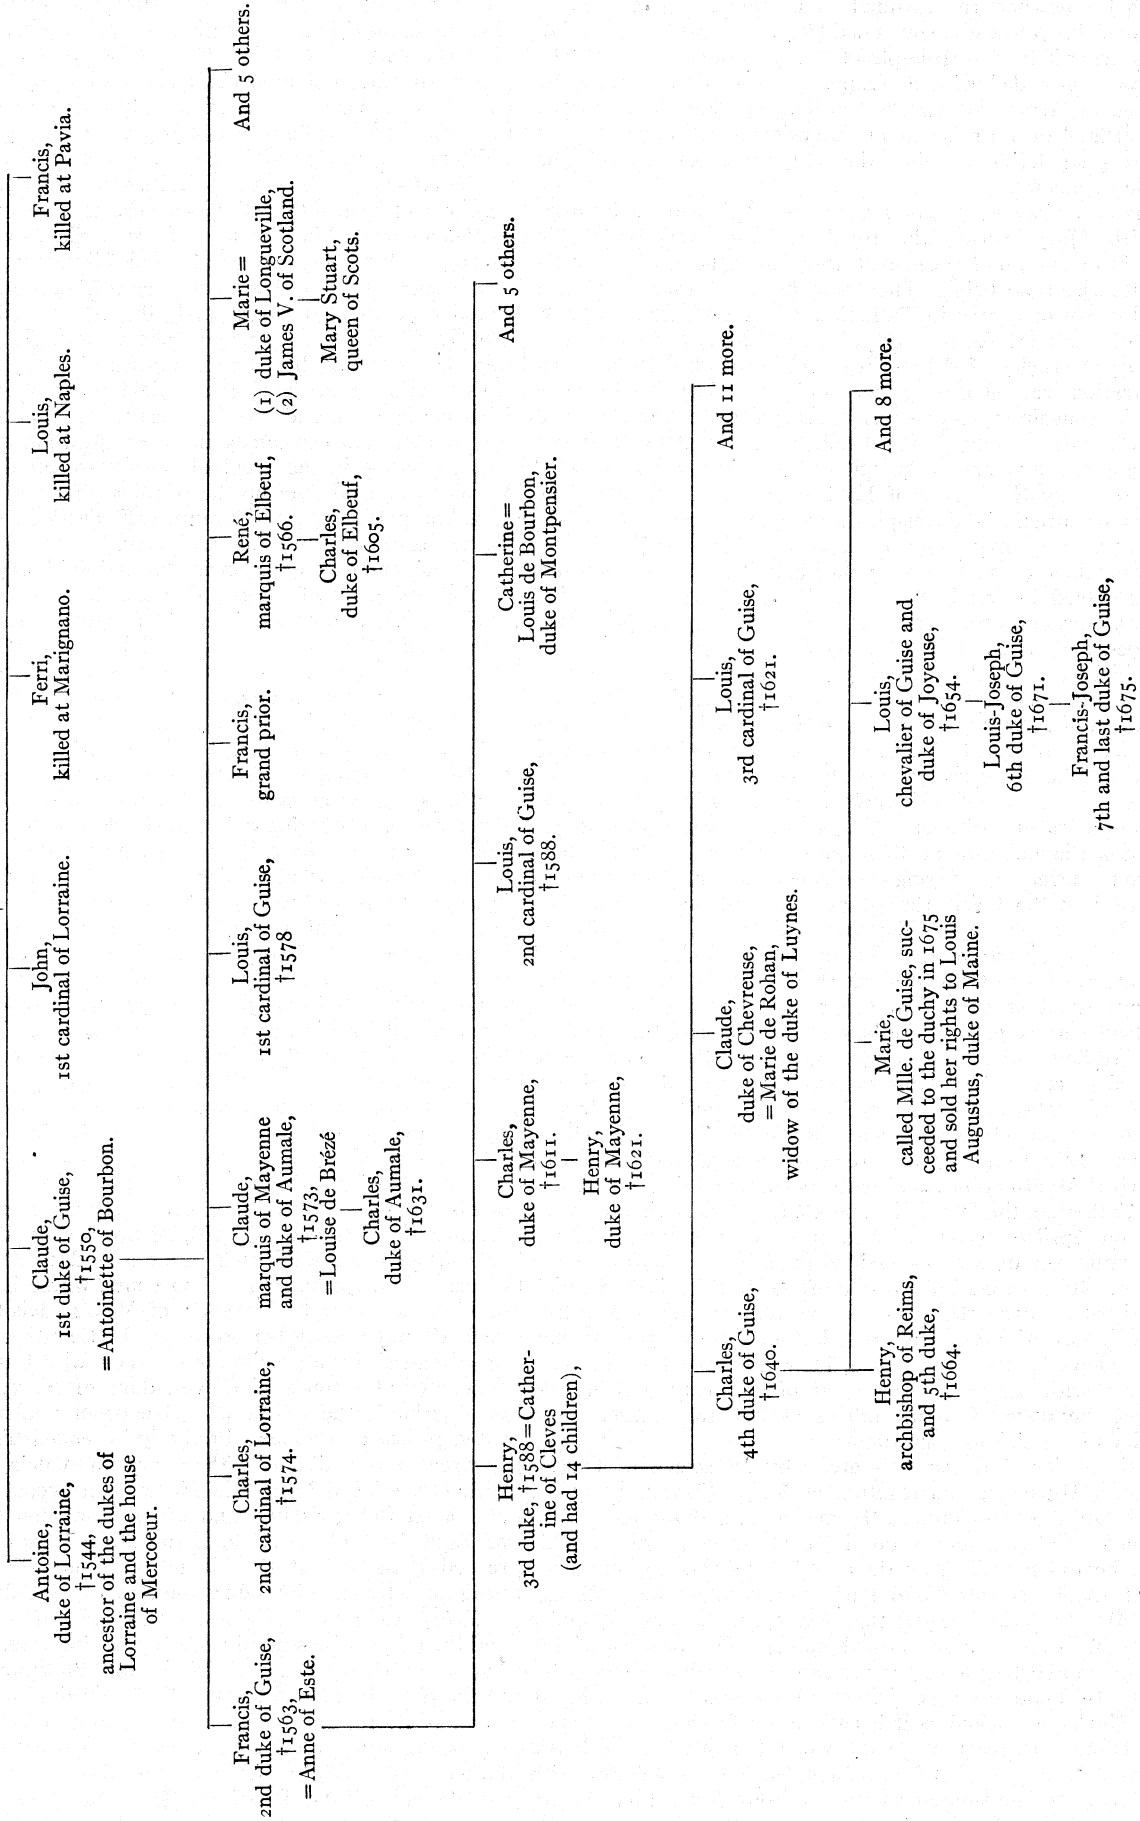 Antoine,
duke of Lorraine,
†1544,
ancestor of the dukes of
Lorraine and the house
of Mercoeur.
Claude,
1st duke of Guise,
†1550,
=Antoinette of Bourbon.
John,
1st cardinal of Lorraine.
Ferri,
killed at Marignano.
Louis,
killed at Naples.
Francis,
killed at Pavia.
Francis,
2nd duke of Guise,
†1563,
=Anne of Este.
Charles,
2nd cardinal of Lorraine,
†1574.
Claude,
marquis of Mayenne
and duke of Aumale,
†1573,
=Louise de Brézé
Charles,
duke of Aumale,
†1631.
Louis,
1st cardinal of Guise,
†1578
Francis,
grand prior.
René,
marquis of Elbeuf,
†1566.
Charles,
duke of Elbeuf,
†1605.
Marie=
(1) duke of Longueville,
(2) James V. of Scotland.
Mary Stuart,
queen of Scots.
And 5 others.
Henry,
3rd duke, †1588=Cather-
ine of Cleves
(and had 14 children),
Charles,
duke of Mayenne,
†1611.
Henry,
duke of Mayenne,
†1621.
Louis,
2nd cardinal of Guise,
†1588.
Catherine=
Louis de Bourbon,
duke of Montpensier.
And 5 others.
Charles,
4th duke of Guise,
†1640.
Claude,
duke of Chevreuse,
=Marie de Rohan,
widow of the duke of Luynes.
Louis,
3rd cardinal of Guise,
†1621.
And 11 more.
Henry,
archbishop of Reims,
and 5th duke,
†1664.
Marie,
called Mlle. de Guise, suc-
ceeded to the duchy in 1675
and sold her rights to Louis
Augustus, duke of Maine.
Louis,
chevalier of Guise and
duke of Joyeuse,
†1654.
Louis-Joseph,
6th duke of Guise,
†1671.
Francis-Joseph,
7th and last duke of Guise,
†1675.
And 8 more.